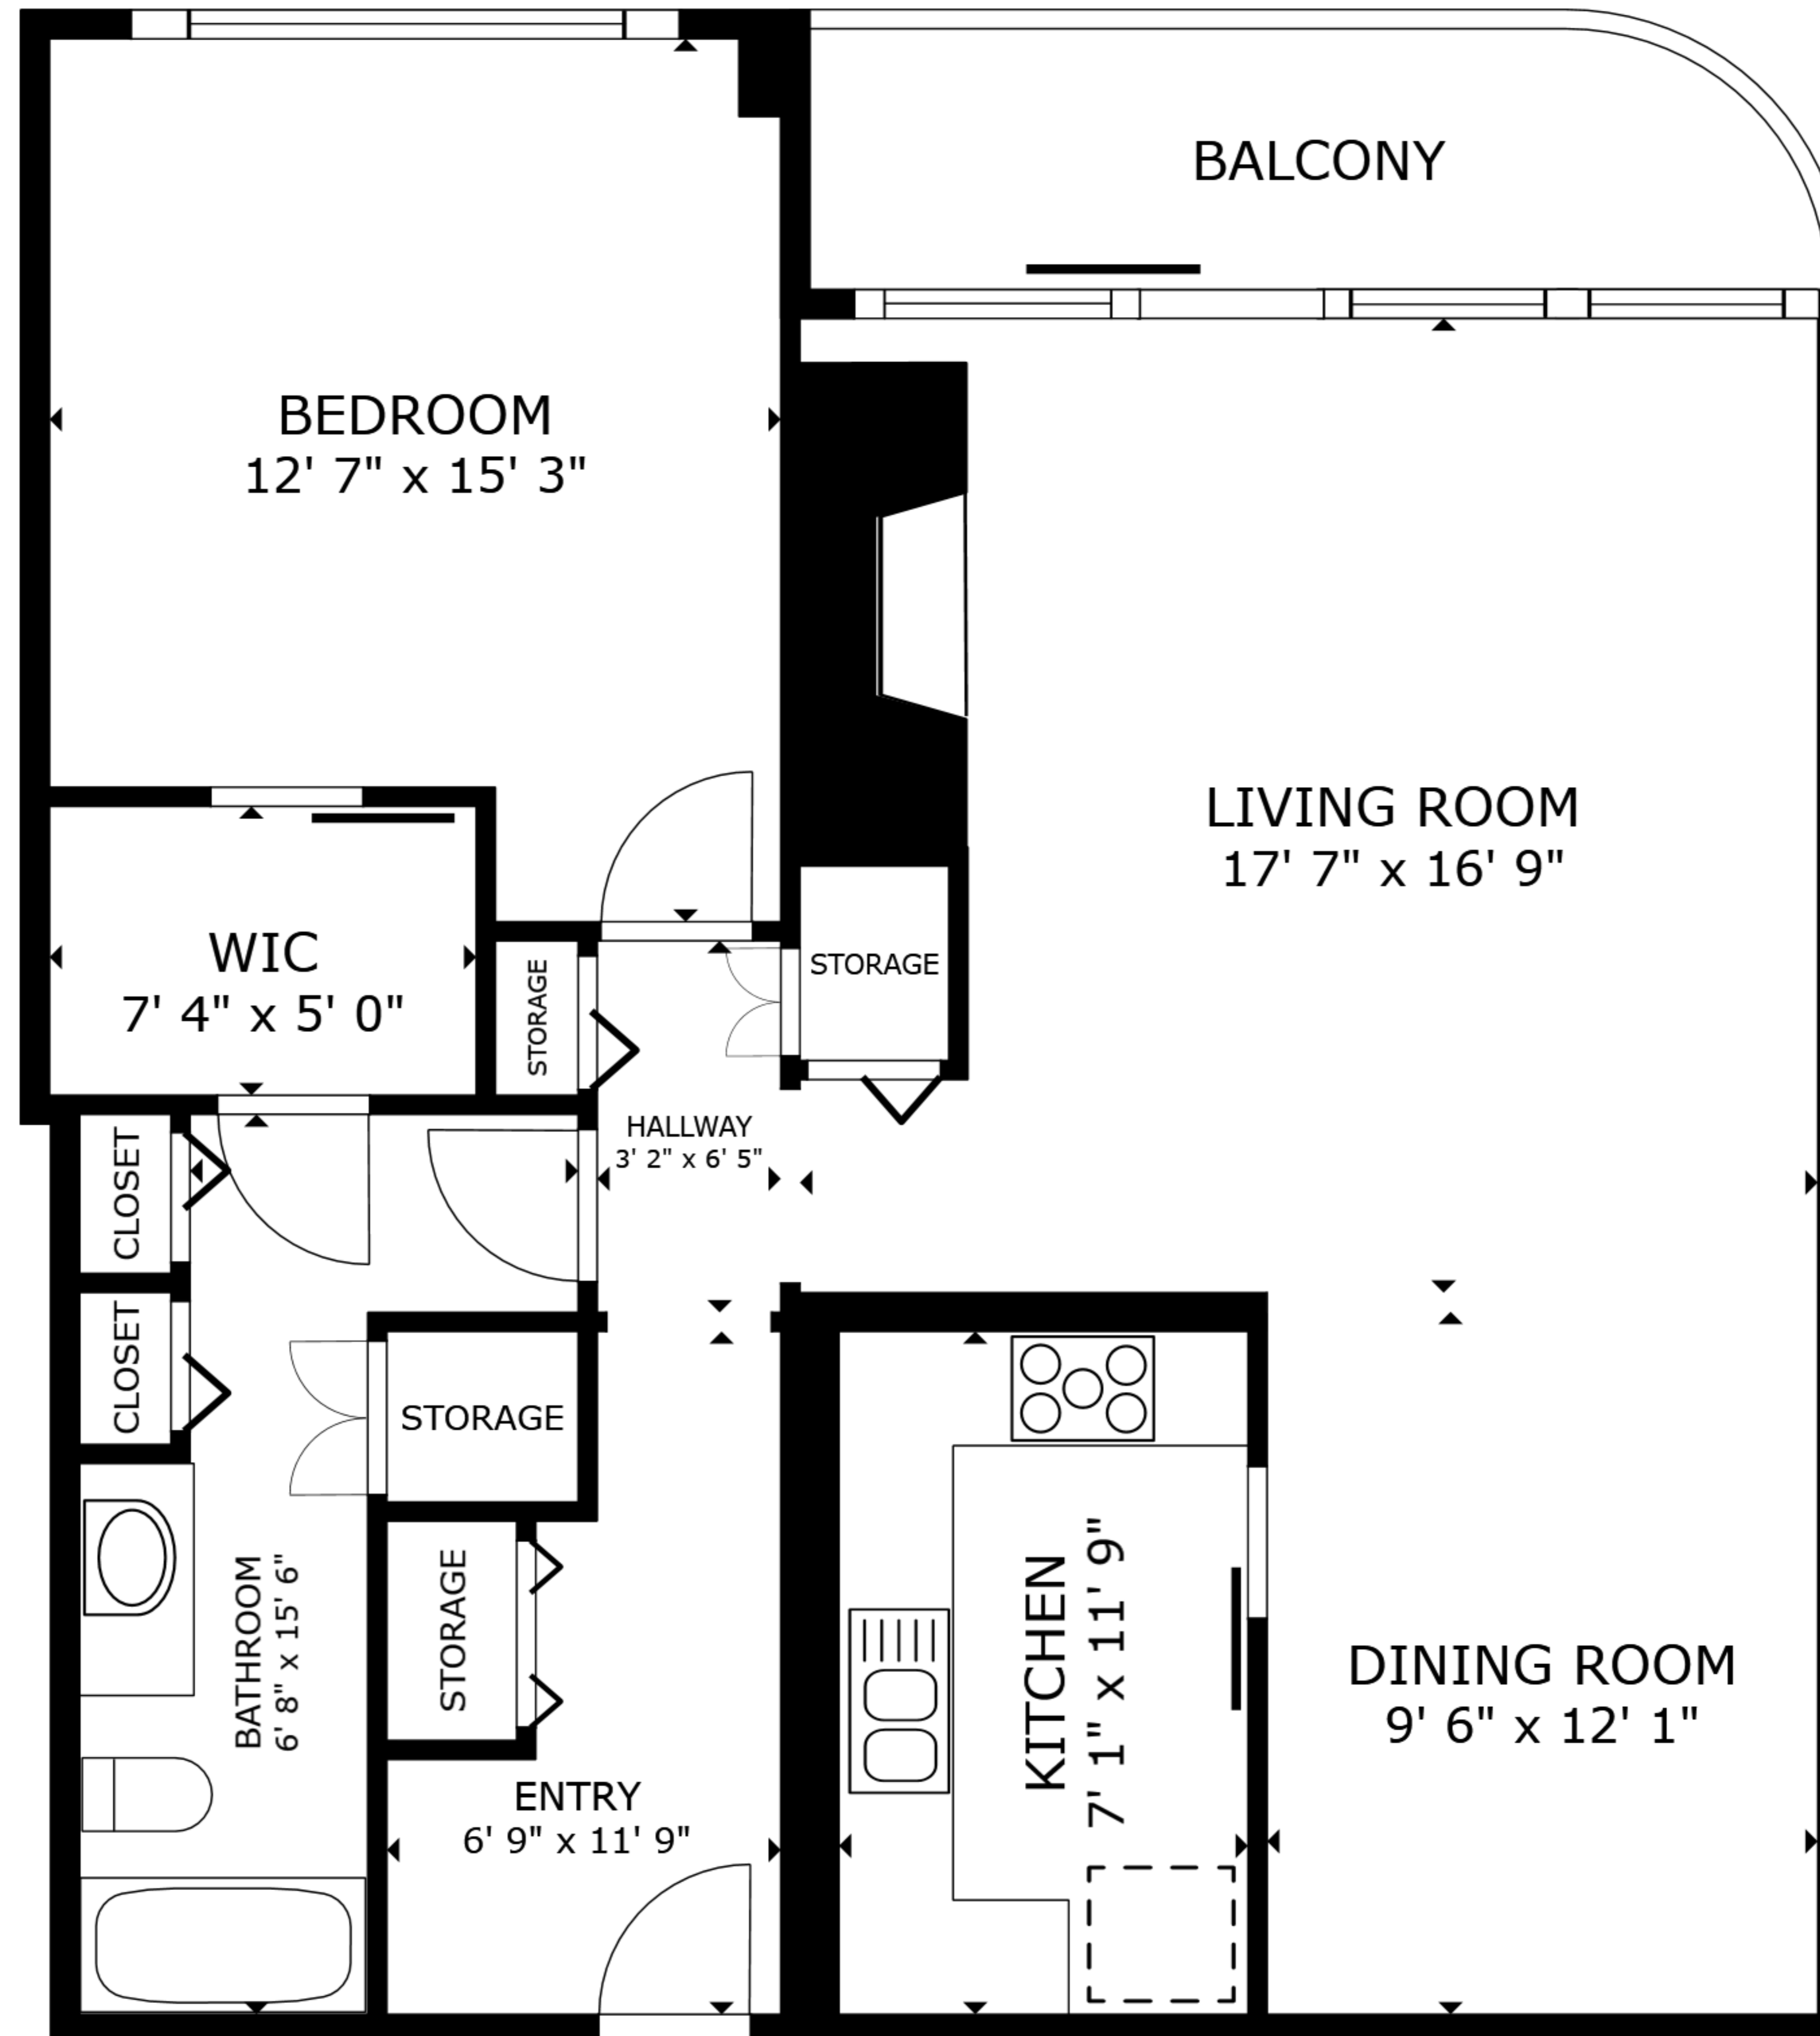 BALCONY
BEDROOM
12' 7" x 15' 3"
LIVING ROOM
17' 7" x 16' 9"
WIC
7' 4" x 5' 0"
STORAGE
STORAGE
HALLWAY
3' 2" x 6' 5"
CLOSET
CLOSET
STORAGE
STORAGE
BATHROOM
6' 8" x 15' 6"
KITCHEN
7' 1" x 11' 9"
DINING ROOM
9' 6" x 12' 1"
ENTRY
6' 9" x 11' 9"